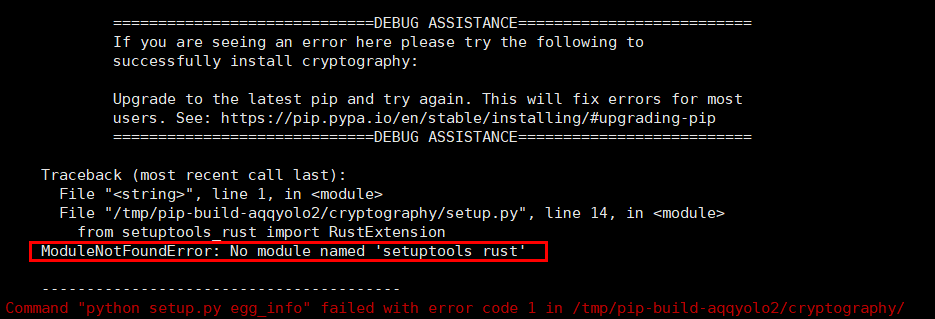 =============================DEBUG ASSISTANCE==========================
If you are seeing an error here please try the following to
successfully install cryptography:
Upgrade to the latest pip and try again. This will fix errors for most
users. See: https://pip.pypa.io/en/stable/installing/#upgrading-pip
=============================DEBUG ASSISTANCE==========================
Traceback (most recent call last):
File "<string>", line 1, in <module>
File "/tmp/pip-build-aqqyolo2/cryptography/setup.py", line 14, in <module>
from setuptools_rust import RustExtension
ModuleNotFoundError: No module named 'setuptools_rust'
----------------------------------------
Command "python setup.py egg_info" failed with error code 1 in /tmp/pip-build-aqqyolo2/cryptography/